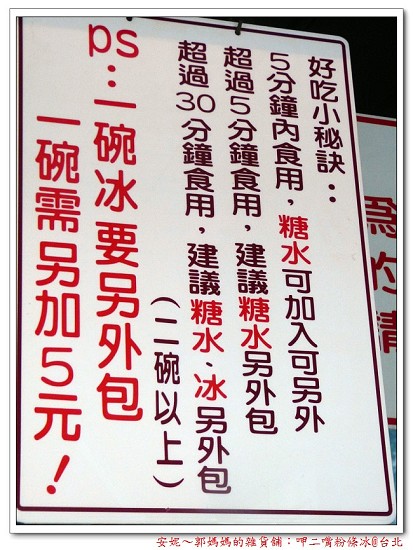 好吃小秘訣：
5分鐘內食用，糖水可加入可另外
超過5分鐘食用，建議糖水另外包
超過30分鐘食用，建議糖水、冰另外包
（二碗以上）
ps：一碗冰要另外包
一碗需另加5元！
為的請
安妮～郭媽媽的雜貨舖：呷二嘴粉條冰@台北